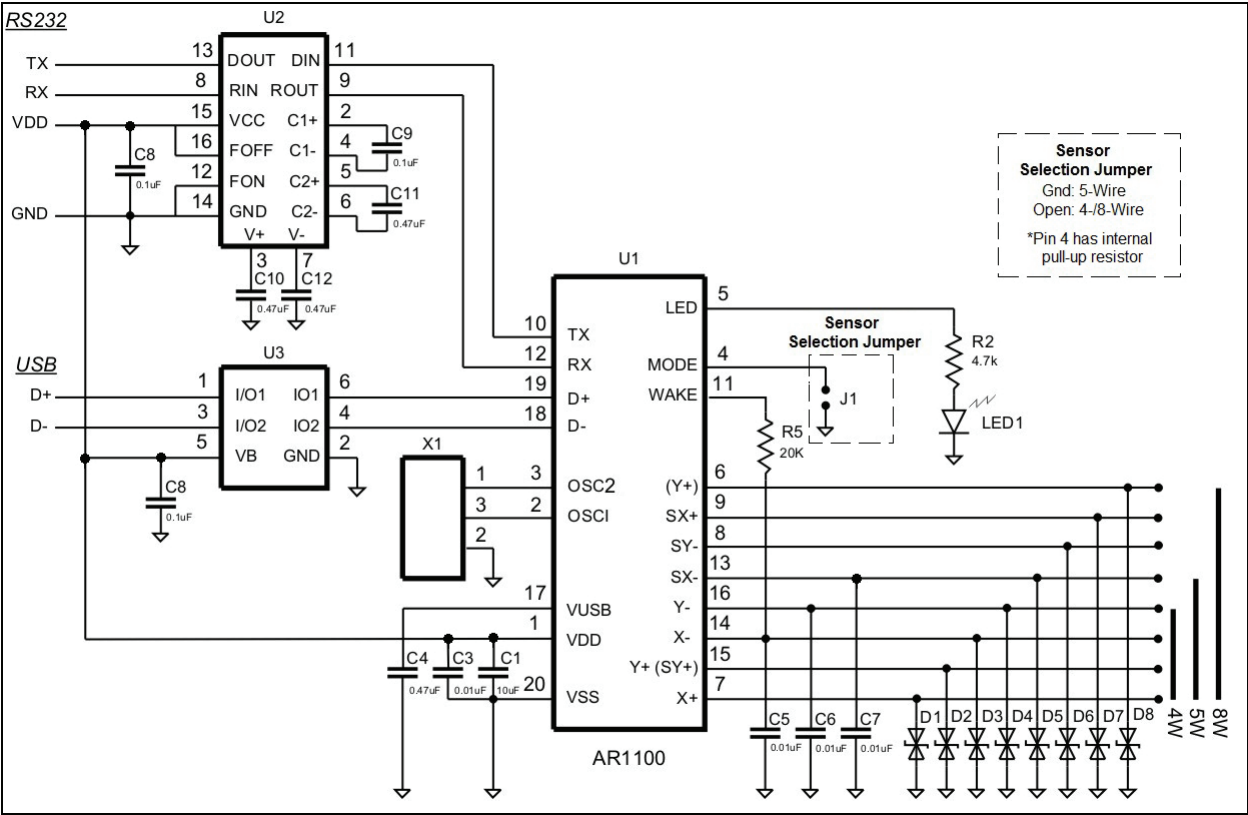 RS232
U2
13 DOUT DIN 11
TX
8 RIN ROUT 9
RX
15 VCC C1+ 2
VDD
16 FOFF C1- 4
C9
0.1uF
C8
0.1uF
12 FON C2+ 5
C11
0.47uF
14 GND C2- 6
GND
V+ V-
3 7
C10 C12
0.47uF 0.47uF
Sensor
Selection Jumper
Gnd: 5-Wire
Open: 4-/8-Wire
*Pin 4 has internal
pull-up resistor
U1
LED 5
10 TX
12 RX
19 D+
18 D-
MODE 4
WAKE 11
Sensor
Selection Jumper
J1
R2
4.7k
LED1
R5
20K
USB
U3
D+ 1 I/O1 IO1 6
D- 3 I/O2 IO2 4
5 VB GND 2
C8
0.1uF
X1
1 3 OSC2
3 2 OSCI
2
(Y+) 6
SX+ 9
SY- 8
SX- 13
Y- 16
X- 14
Y+ (SY+) 15
X+ 7
17 VUSB
1 VDD
20 VSS
C4
0.47uF
C3
0.01uF
C1
10uF
AR1100
C5
0.01uF
C6
0.01uF
C7
0.01uF
D1 D2 D3 D4 D5 D6 D7 D8
4W 5W 8W